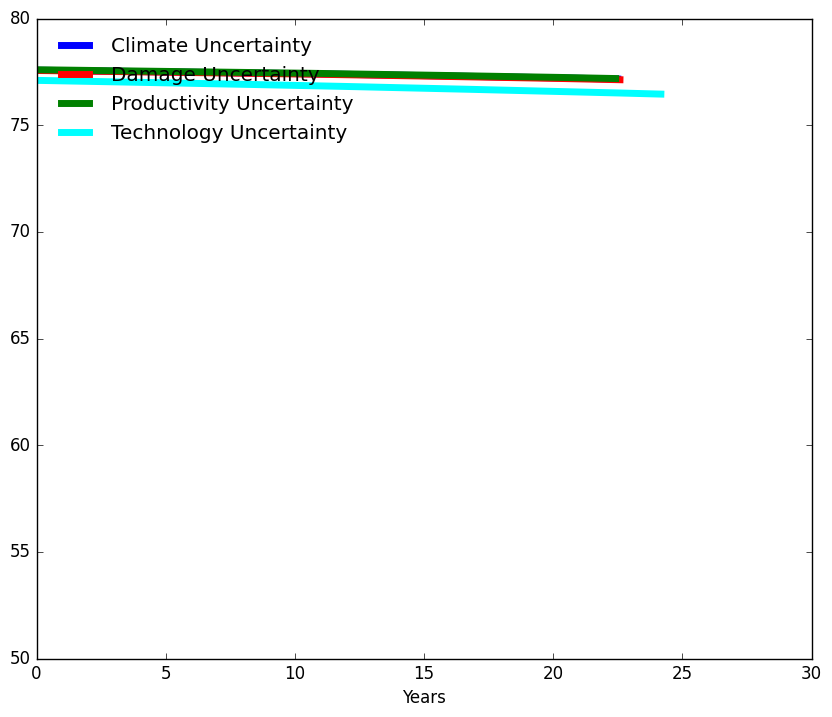 80
Climate Uncertainty
Damage Uncertainty
Productivity Uncertainty
75
Technology Uncertainty
70
65
60
55
50
0 5 10 15 20 25 30
Years